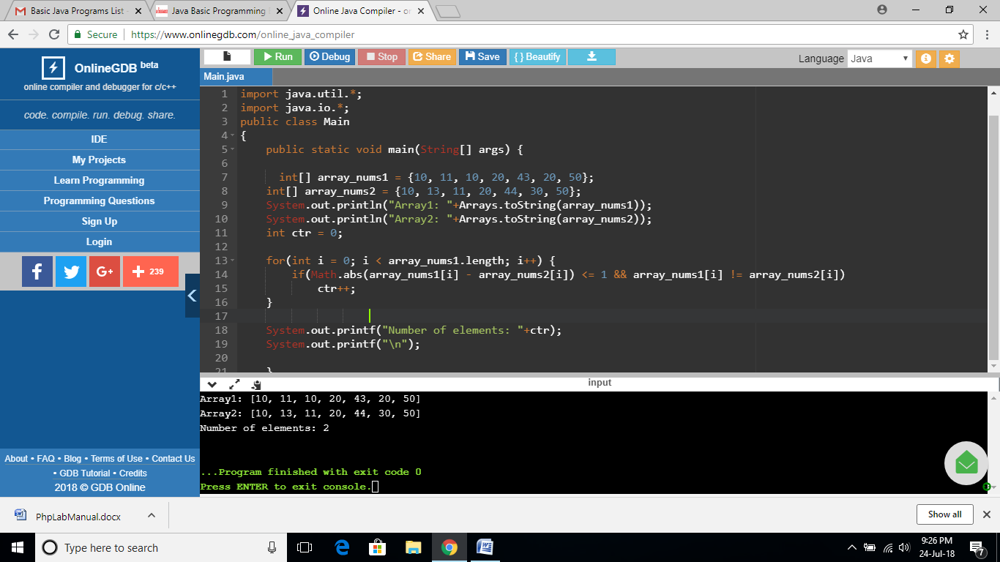 Basic Java Programs List -
Java Basic Programming
Online Java Compiler - o
Secure
https://www.onlinegdb.com/online_java_compiler
OnlineGDB beta
online compiler and debugger for c/c++
code. compile. run. debug. share.
IDE
My Projects
Learn Programming
Programming Questions
Sign Up
Login
f
G+
+ 239
About • FAQ • Blog • Terms of Use • Contact Us
• GDB Tutorial • Credits
2018 © GDB Online
Run
Debug
Stop
Share
Save
{ } Beautify
Language
Java
Main.java
1 import java.util.*;
2 import java.io.*;
3 public class Main
4 {
5 public static void main(String[] args) {
6
7 int[] array_nums1 = {10, 11, 10, 20, 43, 20, 50};
8 int[] array_nums2 = {10, 13, 11, 20, 44, 30, 50};
9 System.out.println("Array1: "+Arrays.toString(array_nums1));
10 System.out.println("Array2: "+Arrays.toString(array_nums2));
11 int ctr = 0;
12
13 for(int i = 0; i < array_nums1.length; i++) {
14 if(Math.abs(array_nums1[i] - array_nums2[i]) <= 1 && array_nums1[i] != array_nums2[i])
15 ctr++;
16 }
17
18 System.out.printf("Number of elements: "+ctr);
19 System.out.printf("\n");
20
21 }
input
Array1: [10, 11, 10, 20, 43, 20, 50]
Array2: [10, 13, 11, 20, 44, 30, 50]
Number of elements: 2
...Program finished with exit code 0
Press ENTER to exit console.
PhpLabManual.docx
Show all
Type here to search
9:26 PM
24-Jul-18
7